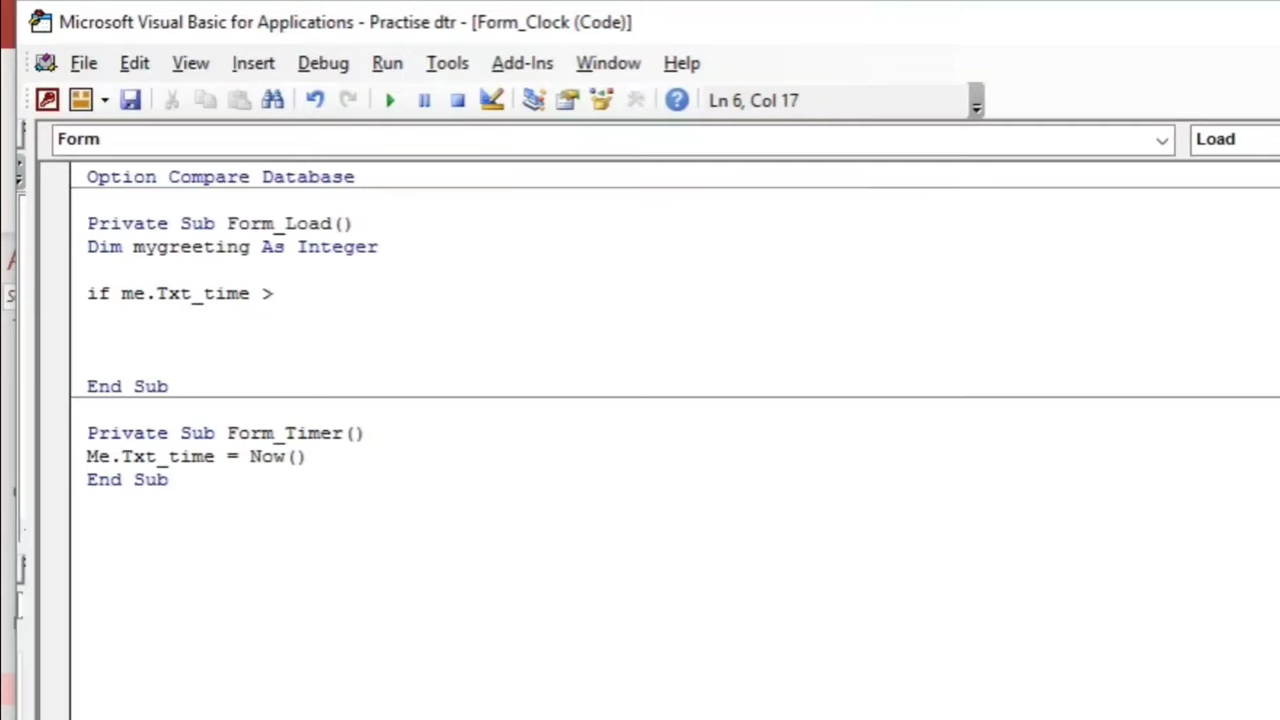 Microsoft Visual Basic for Applications - Practise dtr - [Form_Clock (Code)]
File Edit View Insert Debug Run Tools Add-Ins Window Help
Ln 6, Col 17
Form Load
Option Compare Database
Private Sub Form_Load()
Dim mygreeting As Integer
if me.Txt_time >
End Sub
Private Sub Form_Timer()
Me.Txt_time = Now()
End Sub